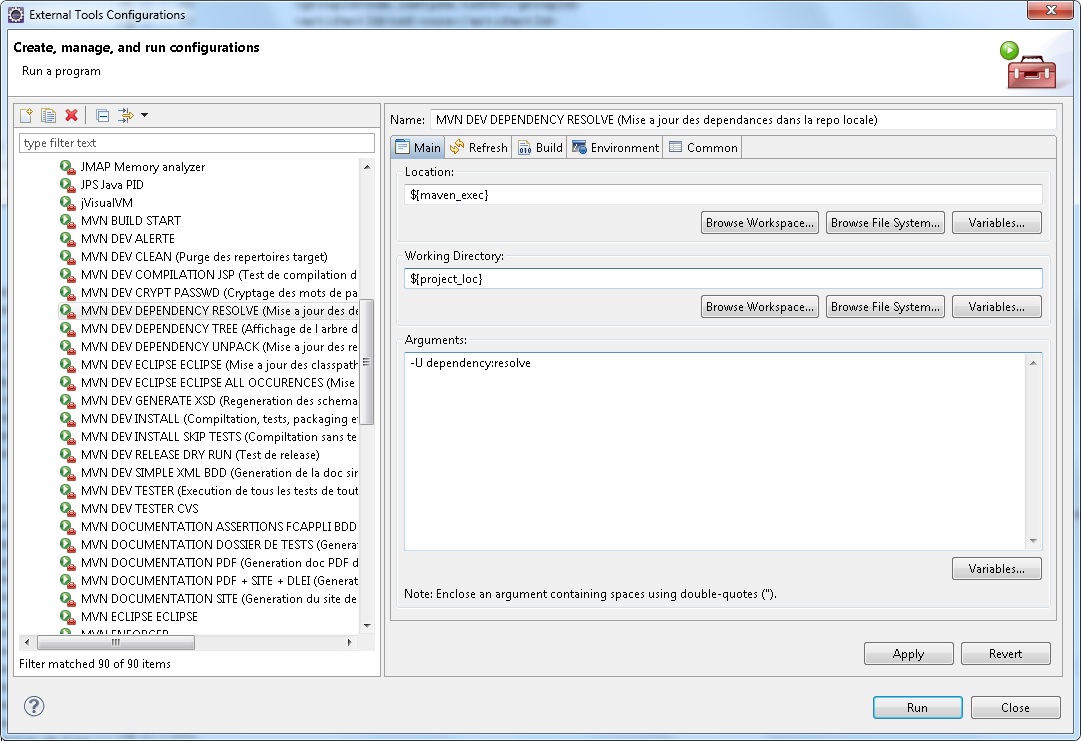 External Tools Configurations
Create, manage, and run configurations
Run a program
type filter text
JMAP Memory analyzer
JPS Java PID
jVisualVM
MVN BUILD START
MVN DEV ALERTE
MVN DEV CLEAN (Purge des repertoires target)
MVN DEV COMPILATION JSP (Test de compilation d
MVN DEV CRYPT PASSWD (Cryptage des mots de pa
MVN DEV DEPENDENCY RESOLVE (Mise a jour des de
MVN DEV DEPENDENCY TREE (Affichage de l arbre d
MVN DEV DEPENDENCY UNPACK (Mise a jour des re
MVN DEV ECLIPSE ECLIPSE (Mise a jour des classpath
MVN DEV ECLIPSE ECLIPSE ALL OCCURENCES (Mise
MVN DEV GENERATE XSD (Regeneration des schema
MVN DEV INSTALL (Compiltation, tests, packaging e
MVN DEV INSTALL SKIP TESTS (Compiltation sans te
MVN DEV RELEASE DRY RUN (Test de release)
MVN DEV SIMPLE XML BDD (Generation de la doc sir
MVN DEV TESTER (Execution de tous les tests de tout
MVN DEV TESTER CVS
MVN DOCUMENTATION ASSERTIONS FCAPPLI BDD
MVN DOCUMENTATION DOSSIER DE TESTS (Genera
MVN DOCUMENTATION PDF (Generation doc PDF d
MVN DOCUMENTATION PDF + SITE + DLEI (Generat
MVN DOCUMENTATION SITE (Generation du site de
MVN ECLIPSE ECLIPSE
MVN ENFORCER
Filter matched 90 of 90 items
Name: MVN DEV DEPENDENCY RESOLVE (Mise a jour des dependances dans la repo locale)
Main Refresh Build Environment Common
Location:
${maven_exec}
Browse Workspace... Browse File System... Variables...
Working Directory:
${project_loc}
Browse Workspace... Browse File System... Variables...
Arguments:
-U dependency:resolve
Variables...
Note: Enclose an argument containing spaces using double-quotes (").
Apply Revert
Run Close